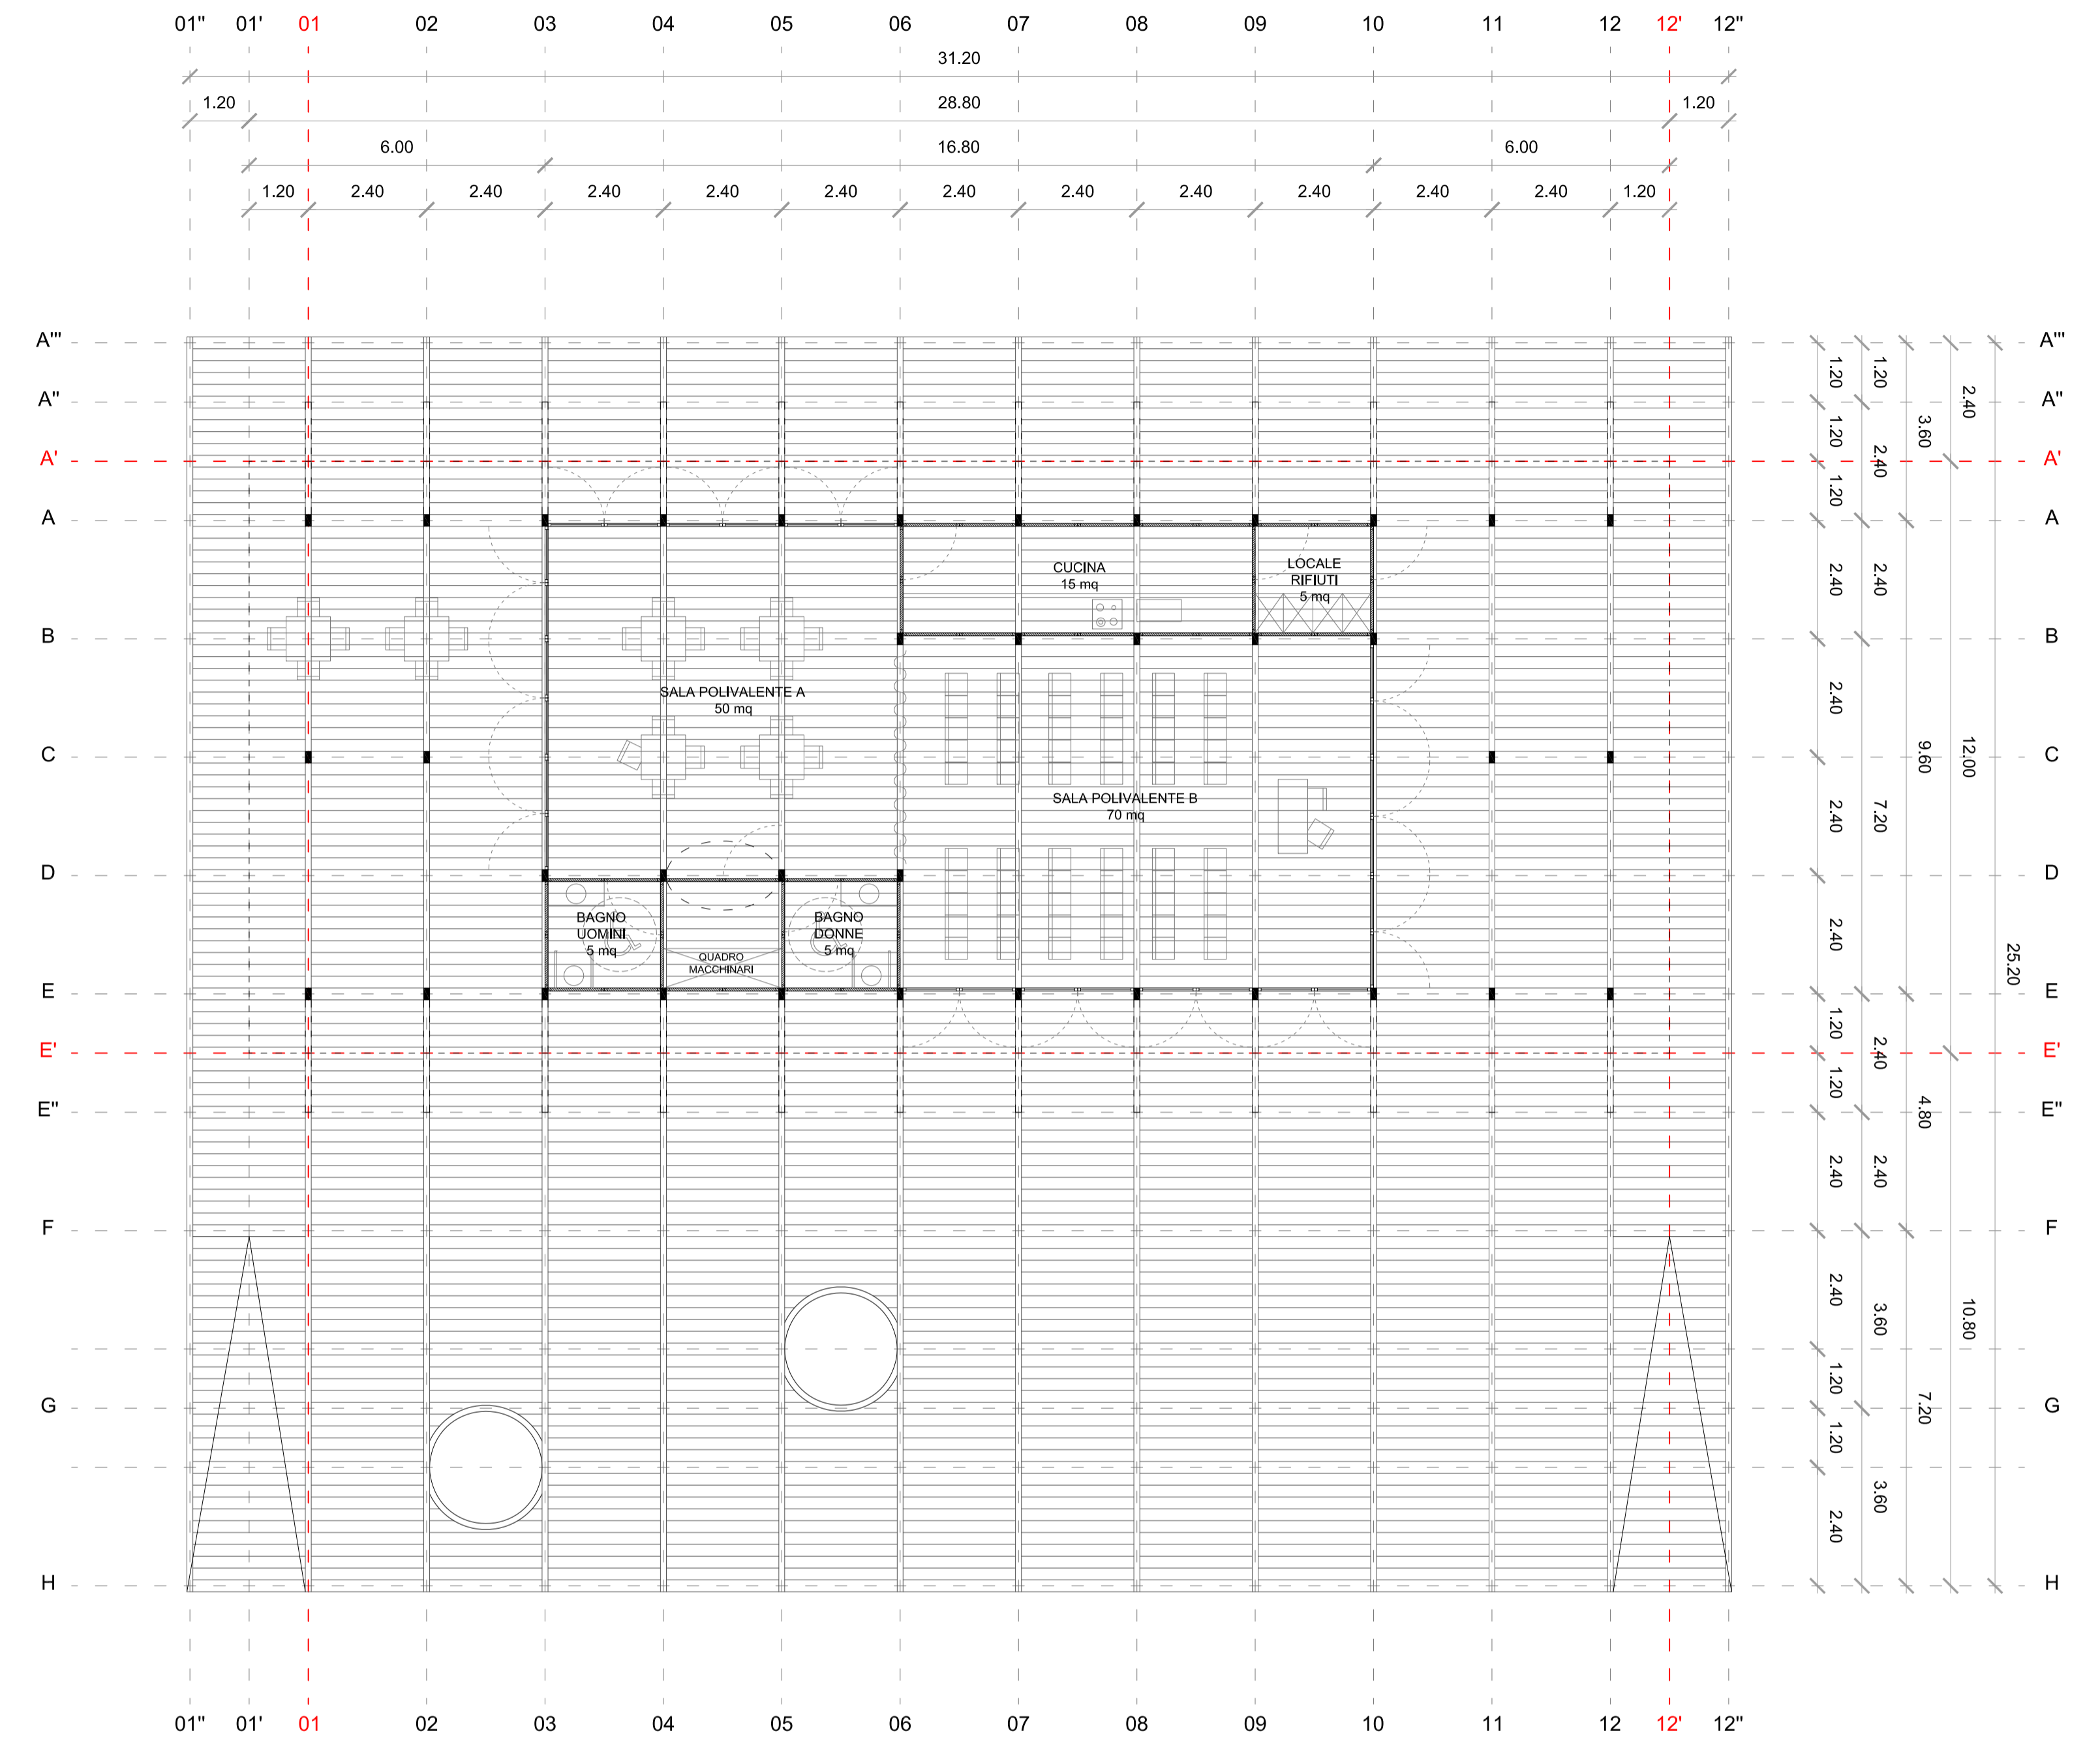 01" 01' 01 02 03 04 05 06 07 08 09 10 11 12 12' 12"
31.20
1.20 28.80 1.20
6.00 16.80 6.00
1.20 2.40 2.40 2.40 2.40 2.40 2.40 2.40 2.40 2.40 2.40 2.40 1.20
A''' A'''
1.20 1.20
2.40
A" A"
1.20 3.60
A' 2.40 A'
1.20
A A
CUCINA
15 mq
LOCALE
RIFIUTI
5 mq
2.40 2.40
B B
SALA POLIVALENTE A
50 mq
2.40
C 9.60 12.00 C
SALA POLIVALENTE B
70 mq
2.40 7.20
D D
BAGNO
UOMINI
5 mq
BAGNO
DONNE
5 mq
QUADRO
MACCHINARI
2.40
25.20
E E
1.20
E' 2.40 E'
1.20
E" 4.80 E"
2.40 2.40
F F
2.40 3.60 10.80
1.20
G 7.20 G
1.20
3.60
2.40
H H
01" 01' 01 02 03 04 05 06 07 08 09 10 11 12 12' 12"